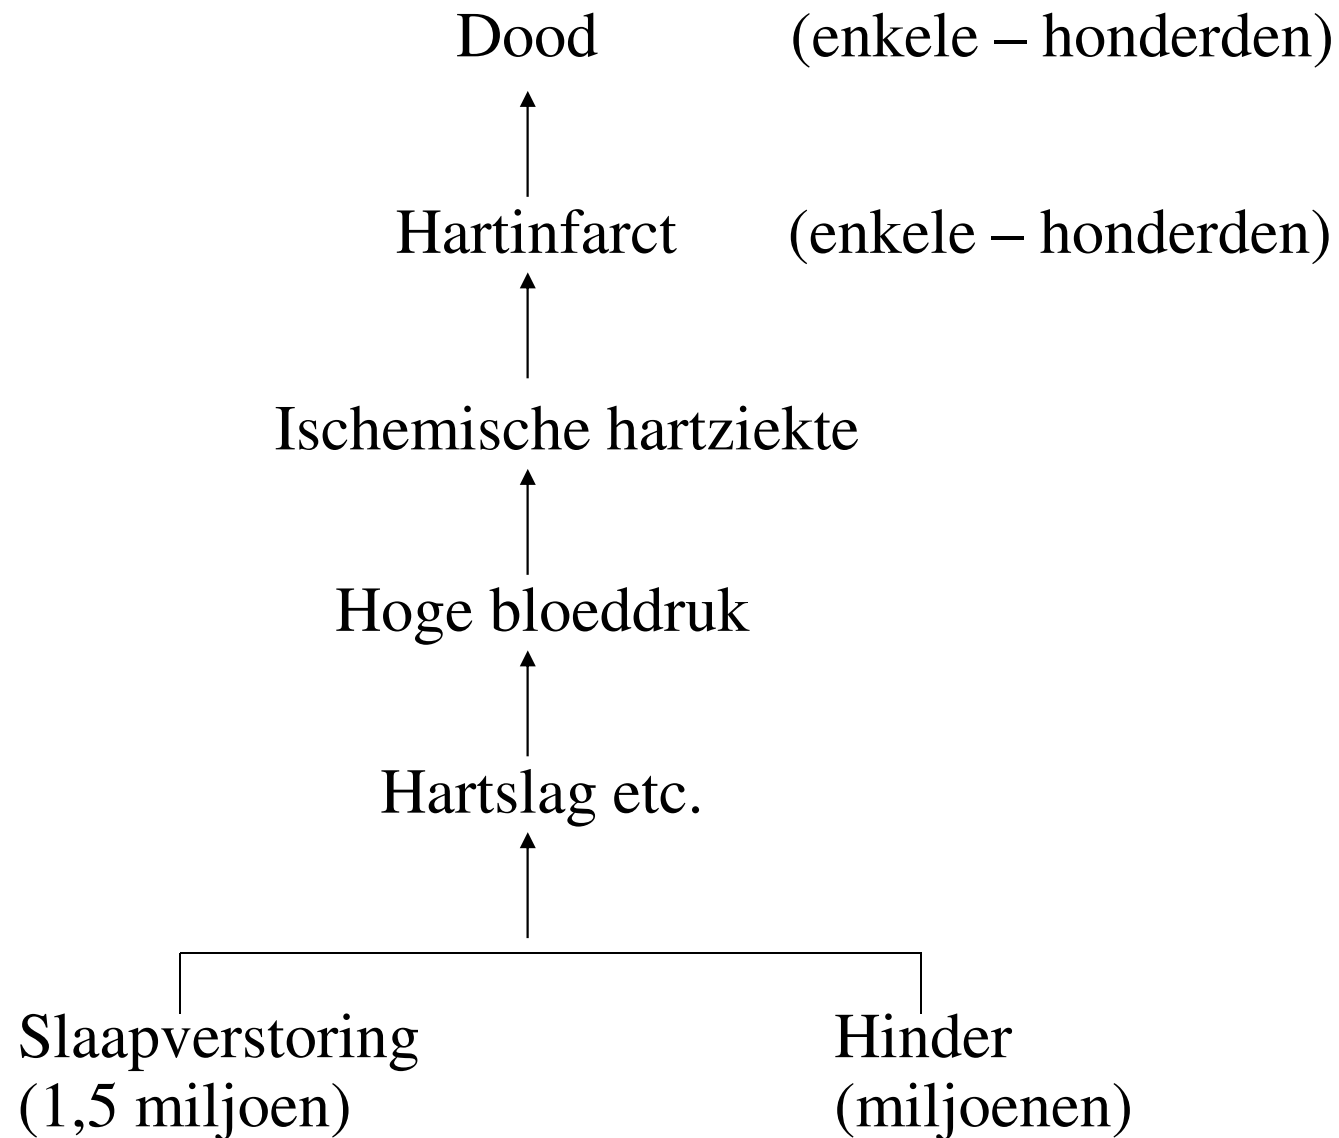 Dood (enkele – honderden)
Hartinfarct (enkele – honderden)
Ischemische hartziekte
Hoge bloeddruk
Hartslag etc.
Slaapverstoring Hinder
(1,5 miljoen) (miljoenen)